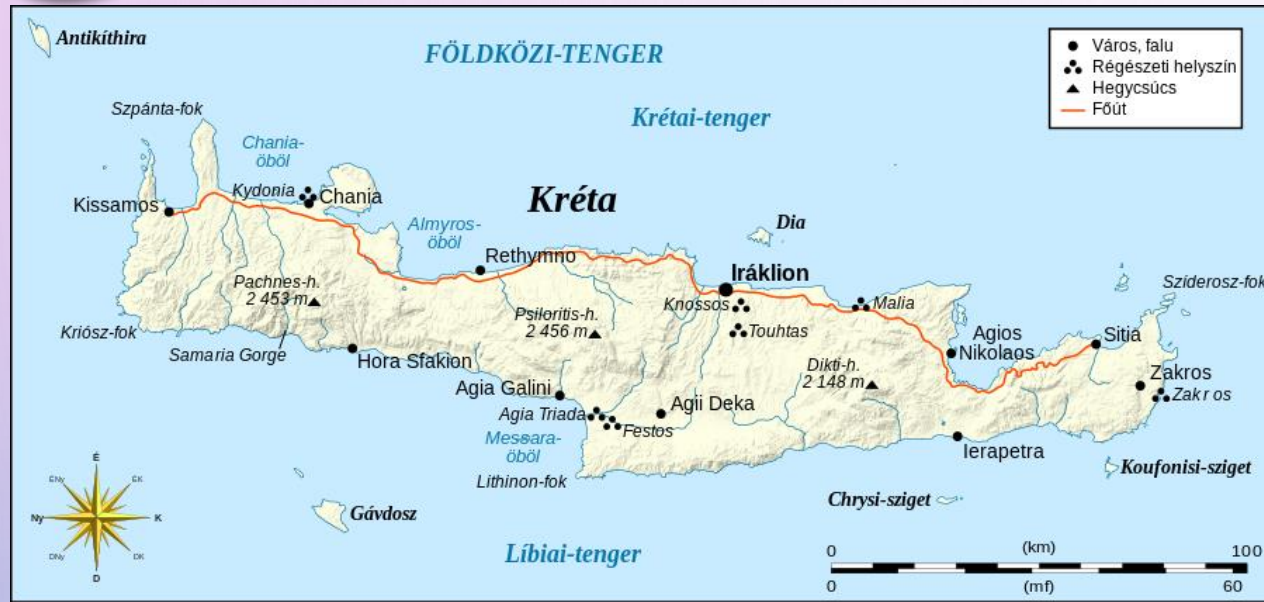 Antikíthira
FÖLDKÖZI-TENGER
Város, falu
Régészeti helyszín
Hegycsúcs
Főút
Szpánta-fok
Krétai-tenger
Chania-
öböl
Kydonia
Chania
Kissamos
Kréta
Almyros-
öböl
Dia
Rethymno
Iráklion
Sziderosz-fok
Pachnes-h.
2 453 m
Knossos
Malia
Psiloritis-h.
2 456 m
Touhtas
Kriósz-fok
Agios
Nikolaos
Sitia
Samaria Gorge
Hora Sfakion
Dikti-h.
2 148 m
Zakros
Zakros
Agia Galini
Agia Triada
Agii Deka
Festos
Messara-
öböl
Ierapetra
Lithinon-fok
Koufonisi-sziget
Chrysi-sziget
Gávdosz
É
ÉNy
ÉK
Ny
K
DNy
DK
D
Líbiai-tenger
0 (km) 100
0 (mf) 60